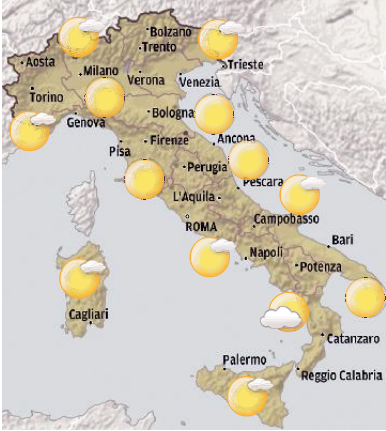 Bolzano
Trento
Aosta
Trieste
Milano
Verona
Venezia
Torino
Genova
Bologna
Pisa
Firenze
Ancona
Perugia
Pescara
L'Aquila
Campobasso
ROMA
Bari
Napoli
Potenza
Cagliari
Catanzaro
Palermo
Reggio Calabria